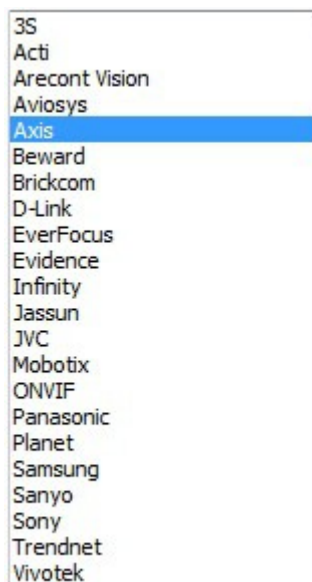 3S
Acti
Arecont Vision
Aviosys
Axis
Beward
Brickcom
D-Link
EverFocus
Evidence
Infinity
Jassun
JVC
Mobotix
ONVIF
Panasonic
Planet
Samsung
Sanyo
Sony
Trendnet
Vivotek